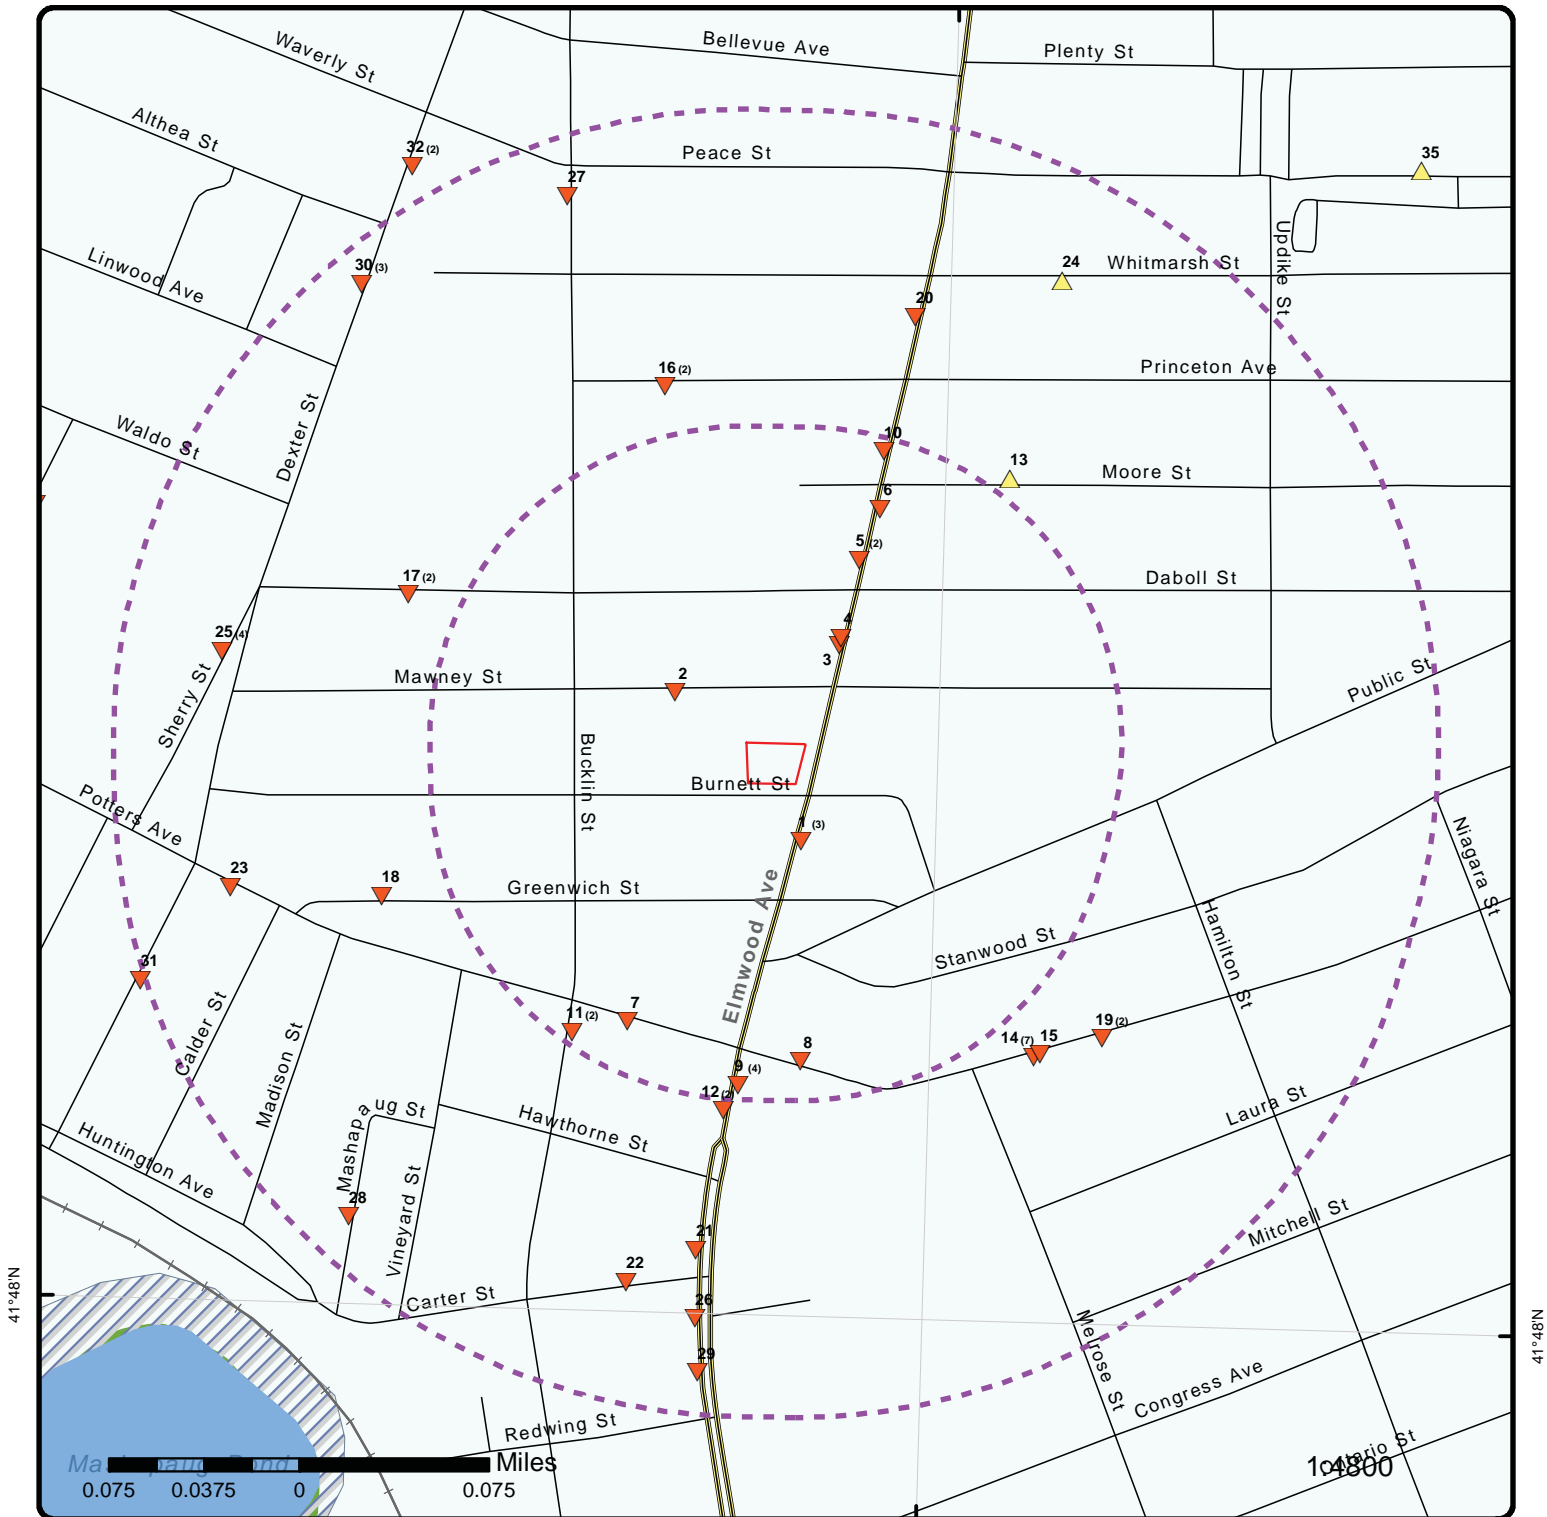 Waverly St
Bellevue Ave
Plenty St
Althea St
32 (2)
Peace St
27
35
Linwood Ave
30 (3)
Whitmarsh St
24
Updike St
20
16 (2)
Princeton Ave
Waldo St
Dexter St
10
13
Moore St
6
5 (2)
17 (2)
Daboll St
4
3
25 (4)
Sherry St
Mawney St
2
Public St
Bucklin St
Burnett St
Potters Ave
1 (3)
Niagara St
23
18
Greenwich St
Elmwood Ave
Stanwood St
Hamilton St
31
Calder St
Madison St
11 (2)
7
8
14 (7)
15
19 (2)
9 (4)
12 (2)
Mashapaug St
Hawthorne St
Laura St
Huntington Ave
28
Vineyard St
21
Mitchell St
22
Carter St
26
41°48'N
41°48'N
29
Melrose St
Congress Ave
Redwing St
Ontario St
Mashapaug Pond
Miles
1:4800
0.075 0.0375 0 0.075